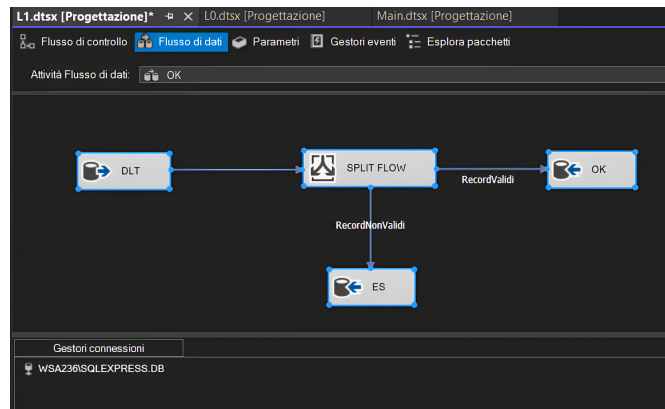 L1.dtsx [Progettazione]* L0.dtsx [Progettazione] Main.dtsx [Progettazione]
Flusso di controllo Flusso di dati Parametri Gestori eventi Esplora pacchetti
Attività Flusso di dati: OK
DLT SPLIT FLOW OK
RecordValidi
RecordNonValidi
ES
Gestori connessioni
WSA236\SQLEXPRESS.DB